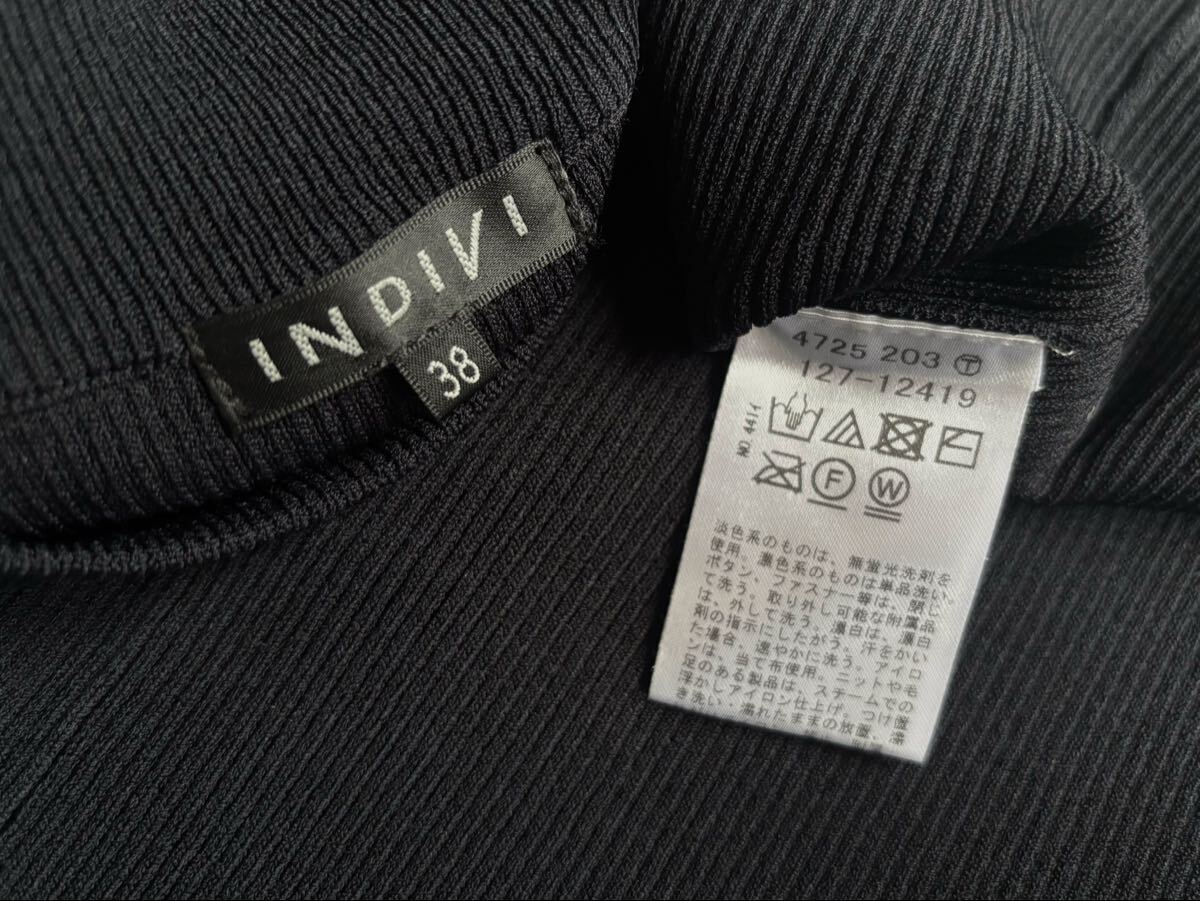 INDIVI
38
4725 203 Ⓣ
127-12419
NO.441イ
F W
淡色系のものは、無蛍光洗剤を
使用。濃色系のものは単品洗い。
ボタン、ファスナー等は、閉じ
て洗う。取り外し可能な附属品
は、外して洗う。漂白は、漂白
剤の指示にしたがう。汗をかい
た場合、速やかに洗う。アイロ
ンは、当て布使用。ニットや毛
足のある製品は、スチームでの
浮かしアイロン仕上げ。つけ置
き洗い・濡れたままの放置、